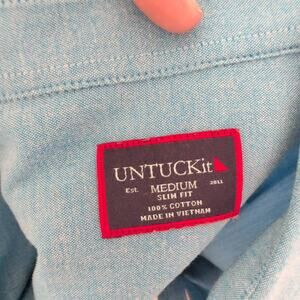 UNTUCKit
Est. MEDIUM 2011
SLIM FIT
100% COTTON
MADE IN VIETNAM